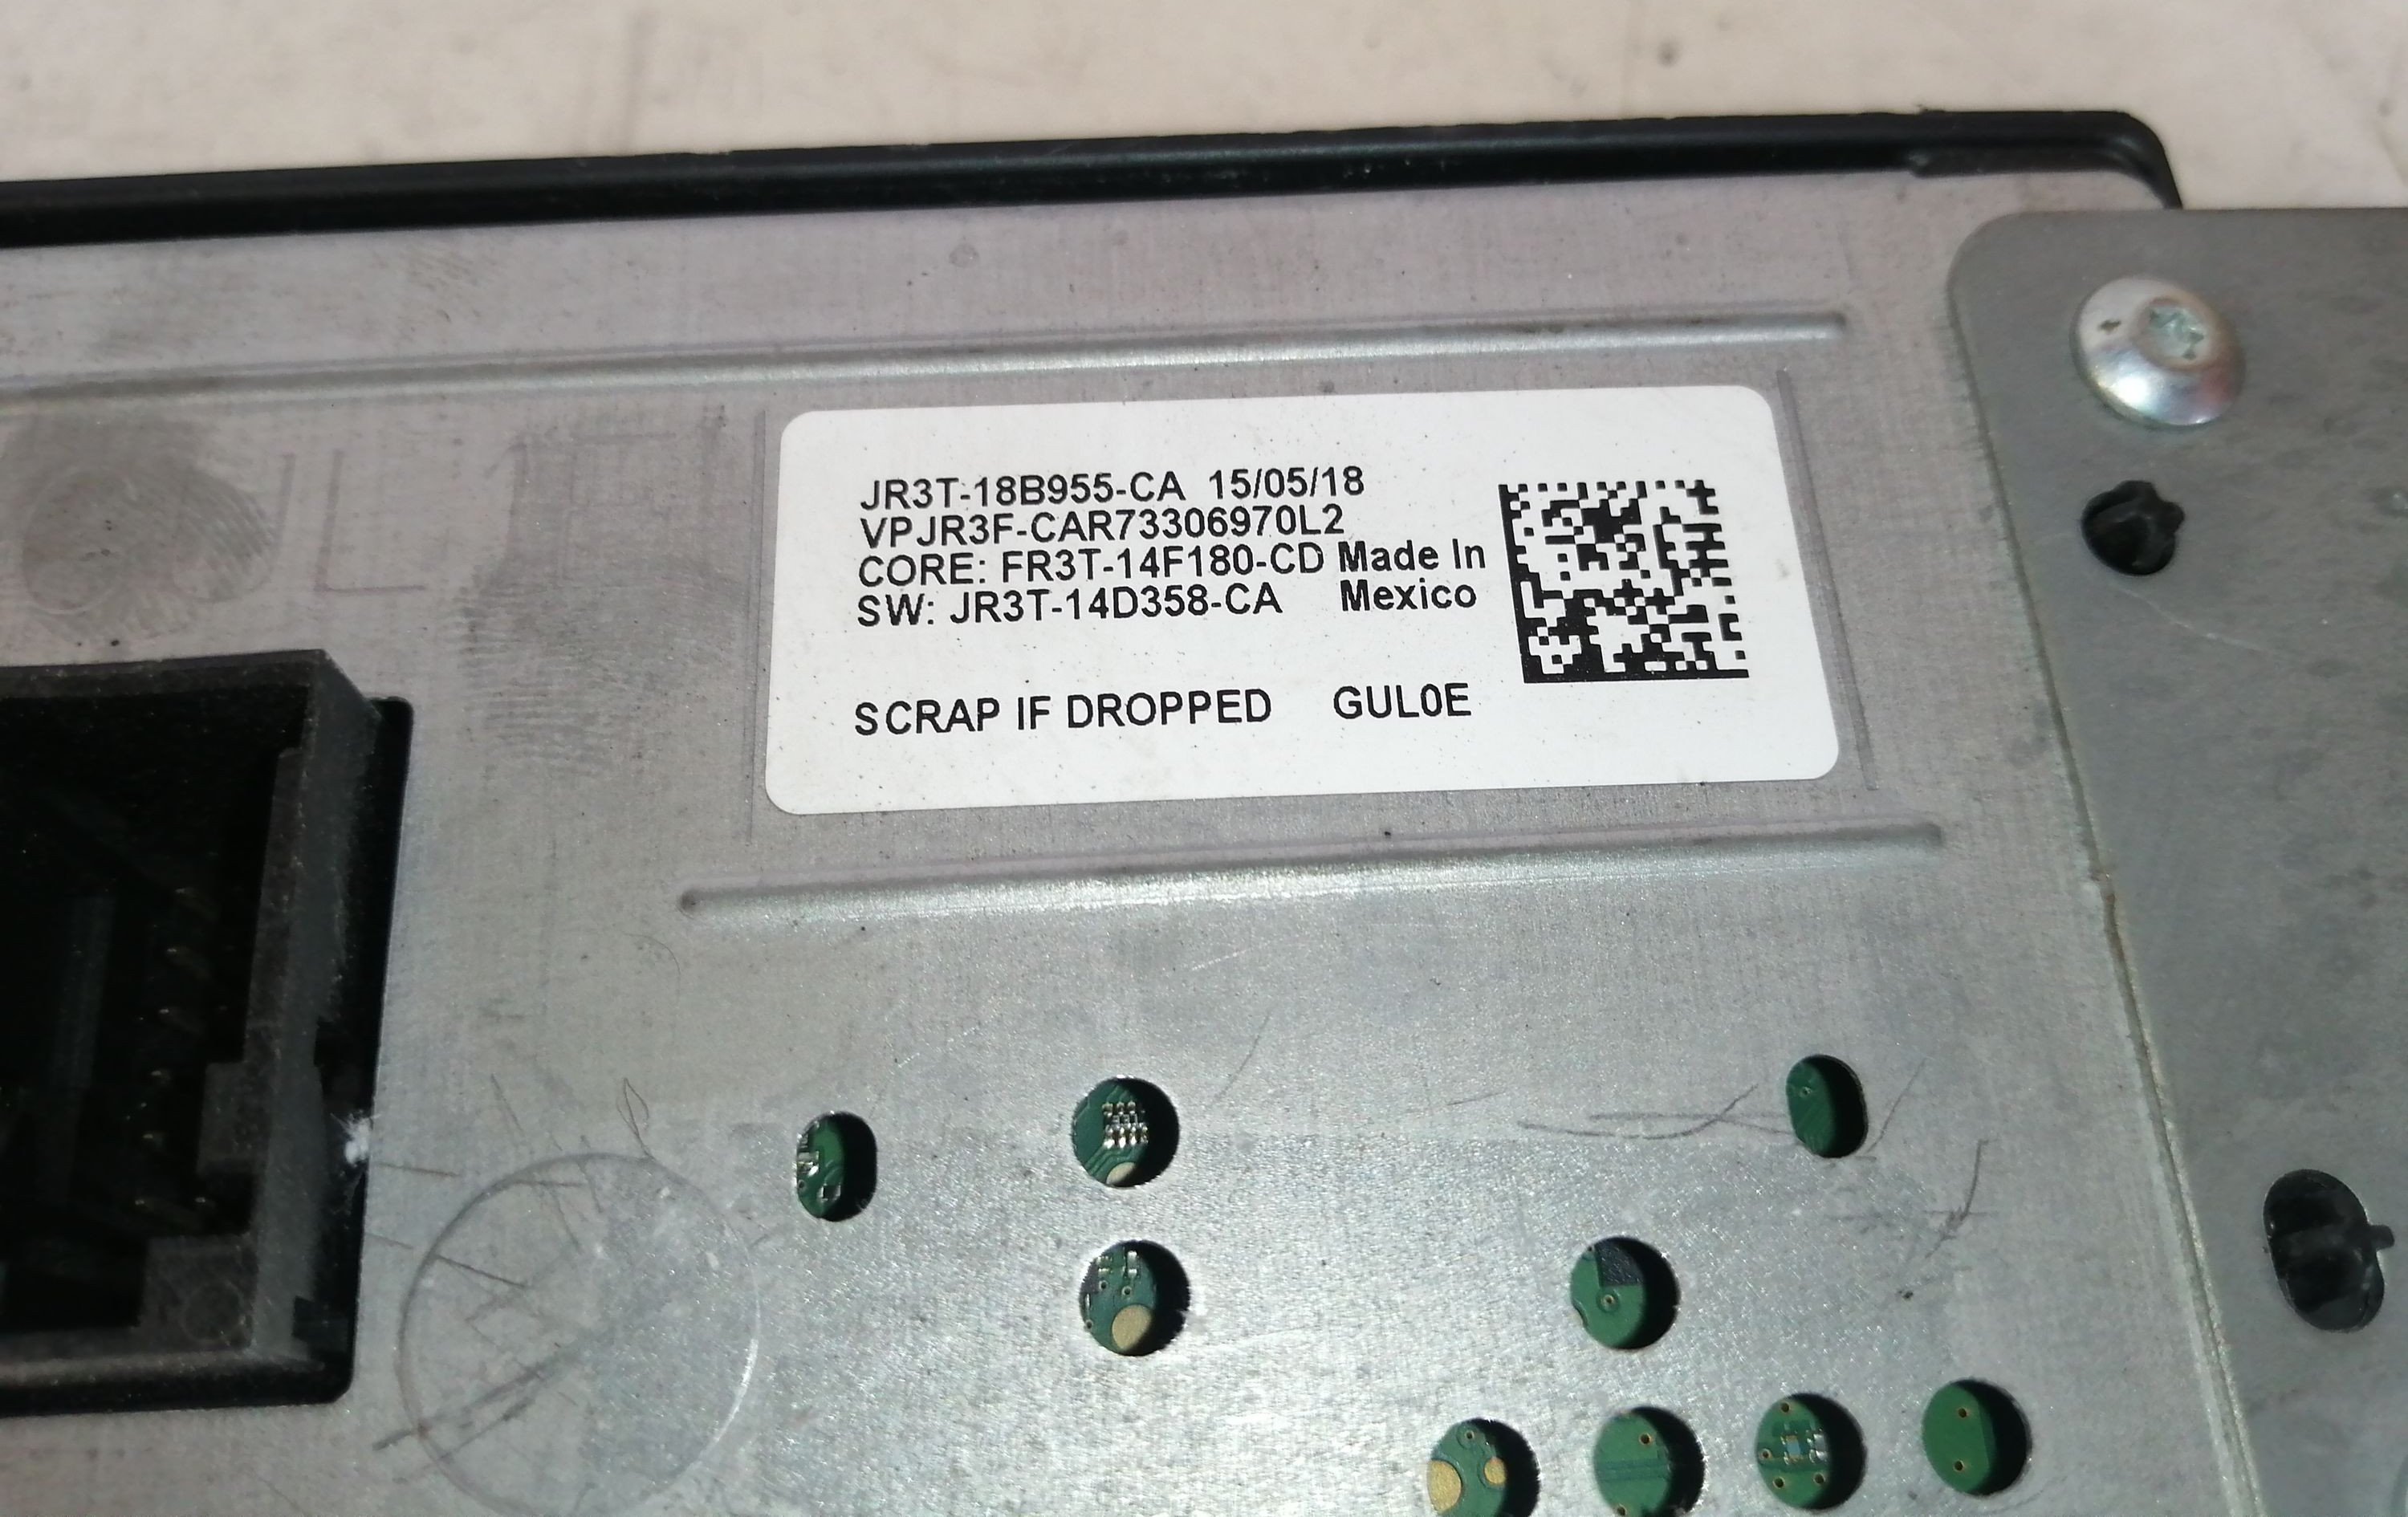 JR3T-18B955-CA 15/05/18
VPJR3F-CAR73306970L2
CORE: FR3T-14F180-CD Made In
SW: JR3T-14D358-CA Mexico
SCRAP IF DROPPED GUL0E